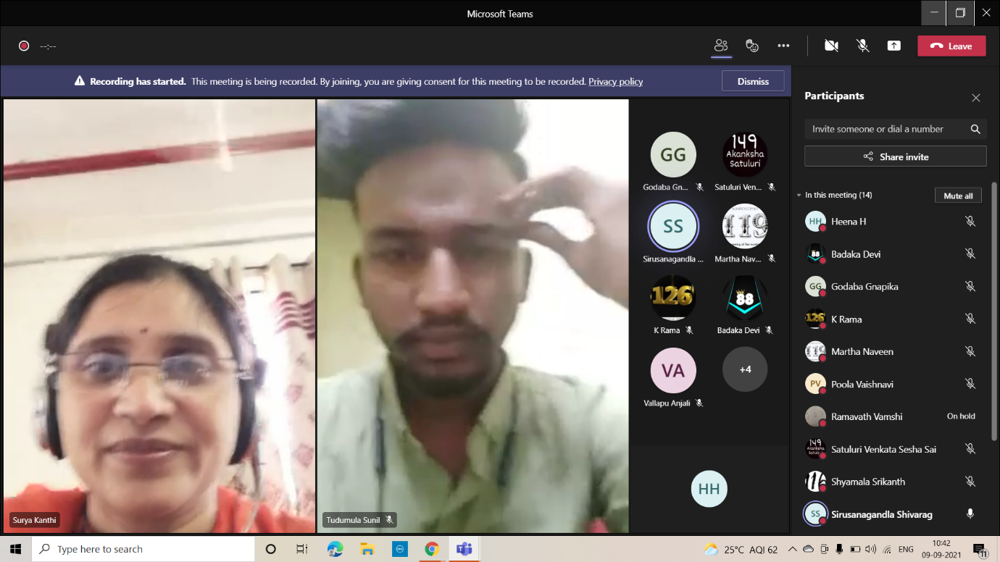 Microsoft Teams
--:--
Leave
Recording has started. This meeting is being recorded. By joining, you are giving consent for this meeting to be recorded. Privacy policy
Dismiss
Surya Kanthi
Tudumula Sunil
GG
Godaba Gn...
149
Akanksha
Satuluri
Satuluri Ven...
SS
Sirusanagandla ...
119
Martha Nav...
126
K Rama
88
Badaka Devi
VA
Vallapu Anjali
+4
HH
Participants
Invite someone or dial a number
Share invite
In this meeting (14)
Mute all
HH
Heena H
88
Badaka Devi
GG
Godaba Gnapika
126
K Rama
119
Martha Naveen
PV
Poola Vaishnavi
Ramavath Vamshi
On hold
149
Satuluri Venkata Sesha Sai
Shyamala Srikanth
SS
Sirusanagandla Shivarag
Type here to search
25°C AQI 62
ENG
10:42
09-09-2021
11